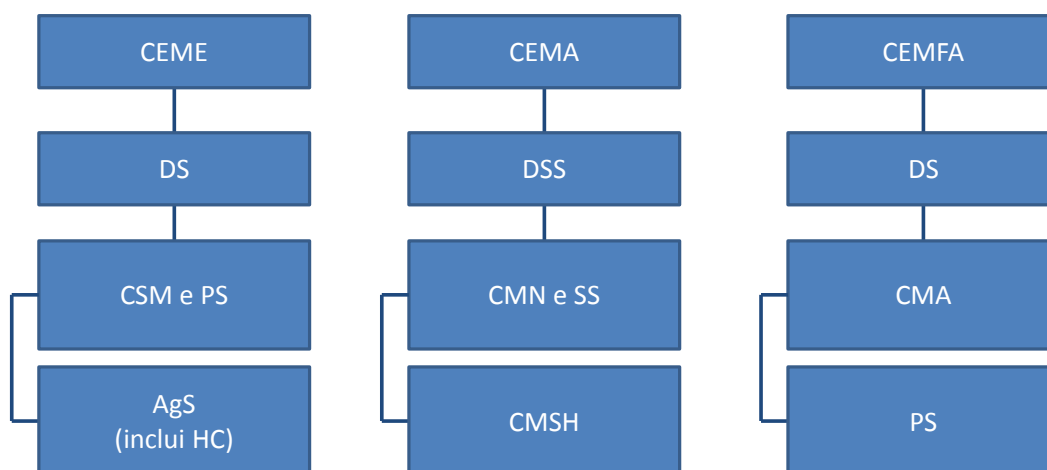 CEME
CEMA
CEMFA
DS
DSS
DS
CSM e PS
CMN e SS
CMA
AgS
(inclui HC)
CMSH
PS